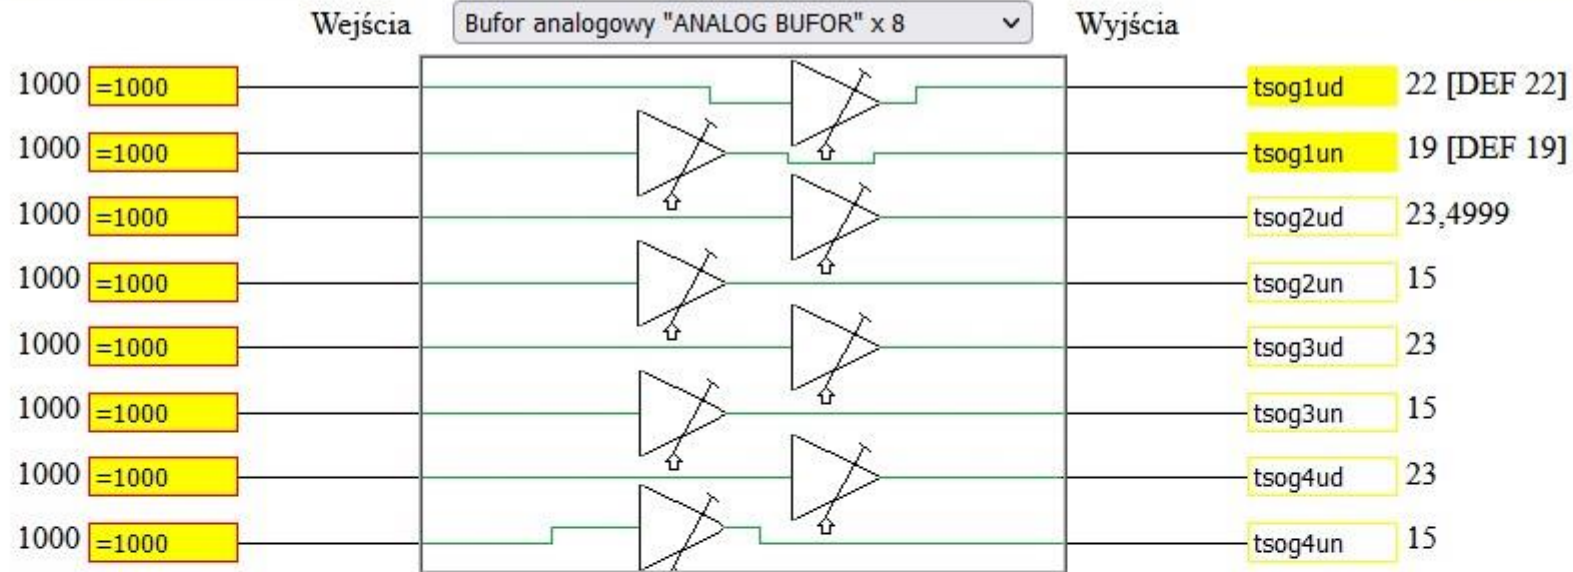 Wejścia Bufor analogowy "ANALOG BUFOR" x 8 Wyjścia
1000 =1000 tsog1ud 22 [DEF 22]
1000 =1000 tsog1un 19 [DEF 19]
1000 =1000 tsog2ud 23,4999
1000 =1000 tsog2un 15
1000 =1000 tsog3ud 23
1000 =1000 tsog3un 15
1000 =1000 tsog4ud 23
1000 =1000 tsog4un 15